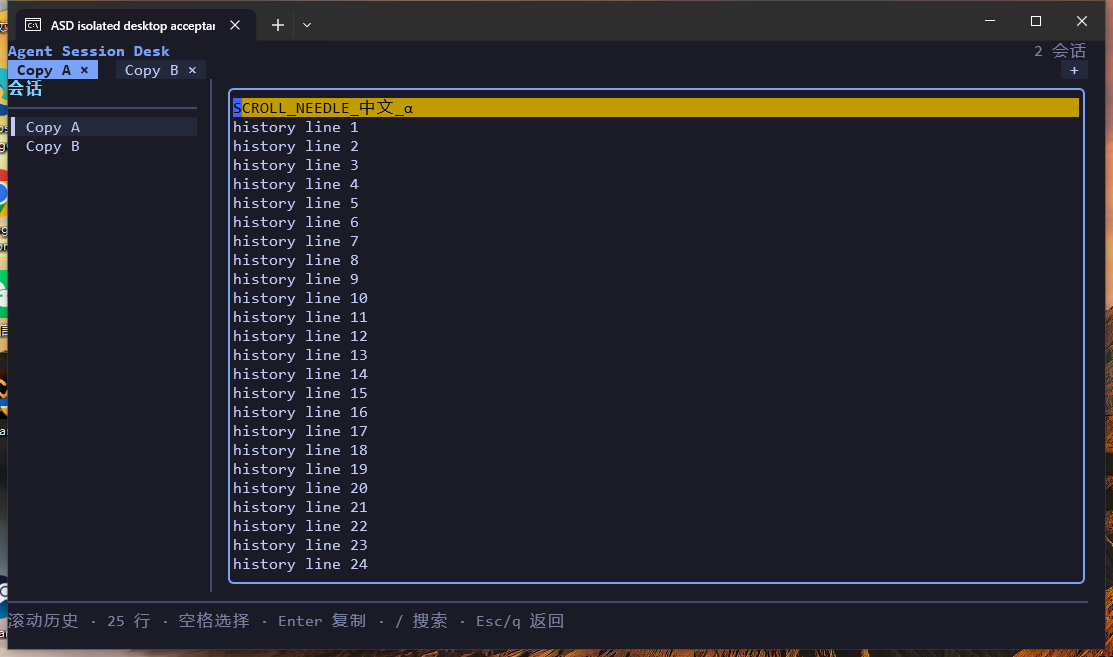 ASD isolated desktop accepta
Agent Session Desk
2 会话
Copy A ×
Copy B ×
+
会话
Copy A
Copy B
SCROLL_NEEDLE_中文_α
history line 1
history line 2
history line 3
history line 4
history line 5
history line 6
history line 7
history line 8
history line 9
history line 10
history line 11
history line 12
history line 13
history line 14
history line 15
history line 16
history line 17
history line 18
history line 19
history line 20
history line 21
history line 22
history line 23
history line 24
滚动历史 · 25 行 · 空格选择 · Enter 复制 · / 搜索 · Esc/q 返回